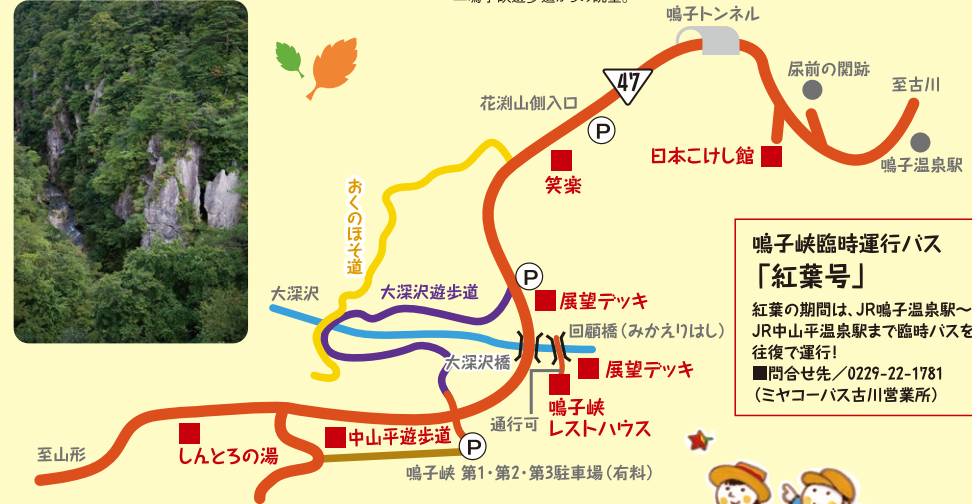 鳴子トンネル
47
尿前の関跡
至古川
花渕山側入口
P
日本こけし館
鳴子温泉駅
笑楽
おくのほそ道
鳴子峡臨時運行バス
「紅葉号」
紅葉の期間は、JR鳴子温泉駅〜
JR中山平温泉駅まで臨時バスを
往復で運行!
■問合せ先/0229-22-1781
(ミヤコーバス古川営業所)
P
大深沢
大深沢遊歩道
展望デッキ
回顧橋(みかえりはし)
大深沢橋
展望デッキ
鳴子峡
レストハウス
通行可
中山平遊歩道
P
しんとろの湯
至山形
鳴子峡 第1・第2・第3駐車場(有料)